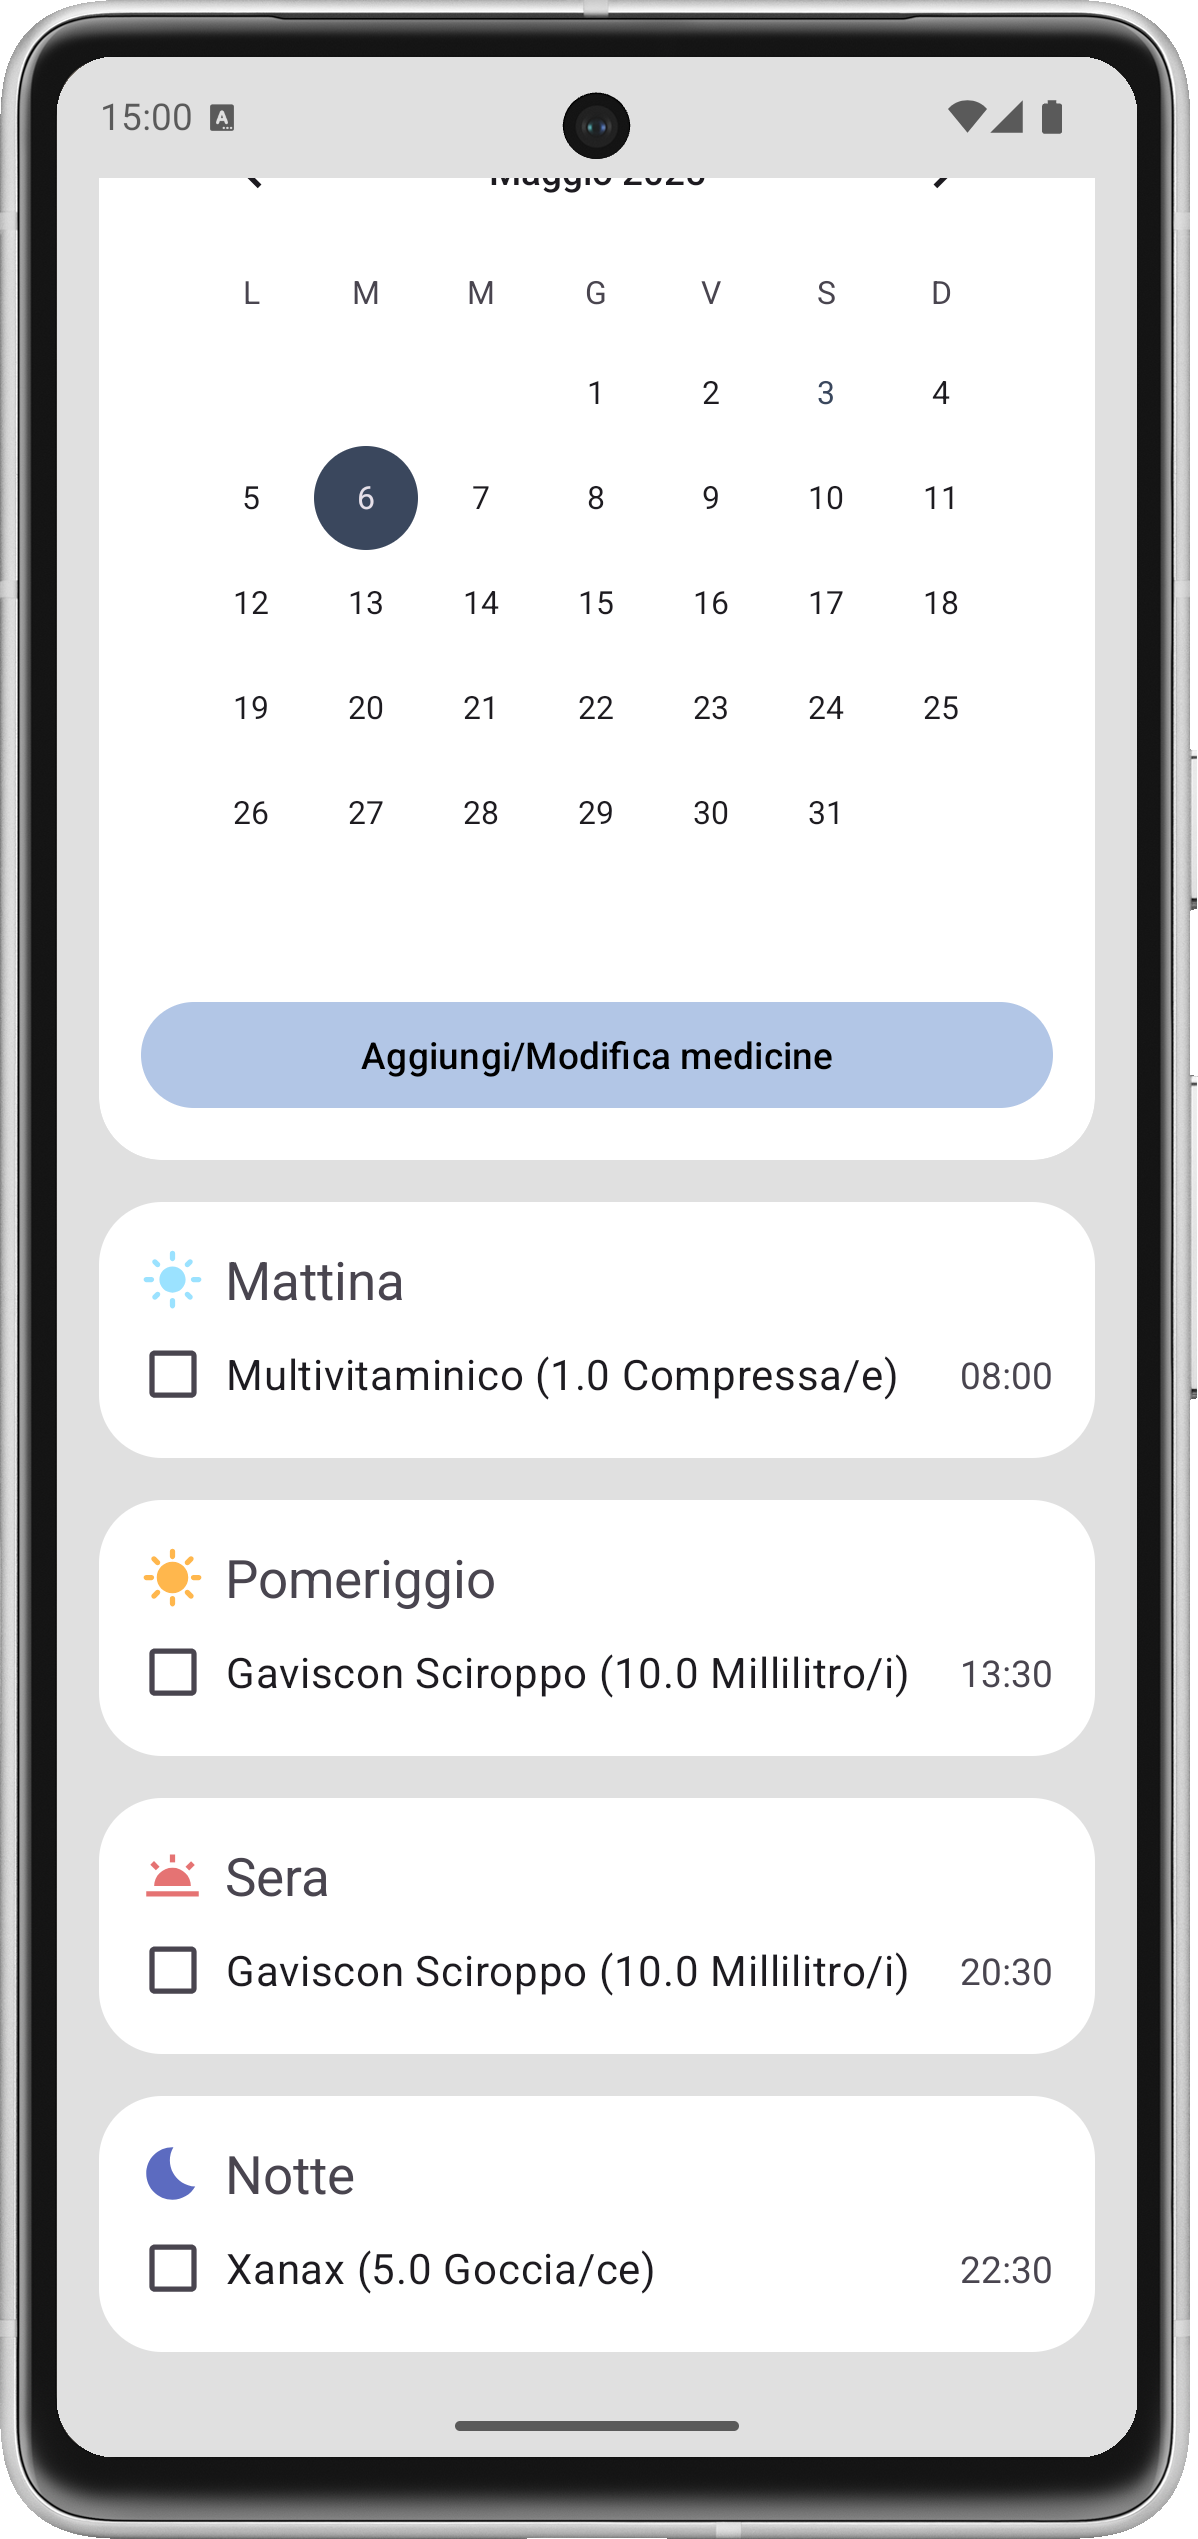 15:00
Maggio 2025
L M M G V S D
1 2 3 4
5 6 7 8 9 10 11
12 13 14 15 16 17 18
19 20 21 22 23 24 25
26 27 28 29 30 31
Aggiungi/Modifica medicine
Mattina
Multivitaminico (1.0 Compressa/e) 08:00
Pomeriggio
Gaviscon Sciroppo (10.0 Millilitro/i) 13:30
Sera
Gaviscon Sciroppo (10.0 Millilitro/i) 20:30
Notte
Xanax (5.0 Goccia/ce) 22:30